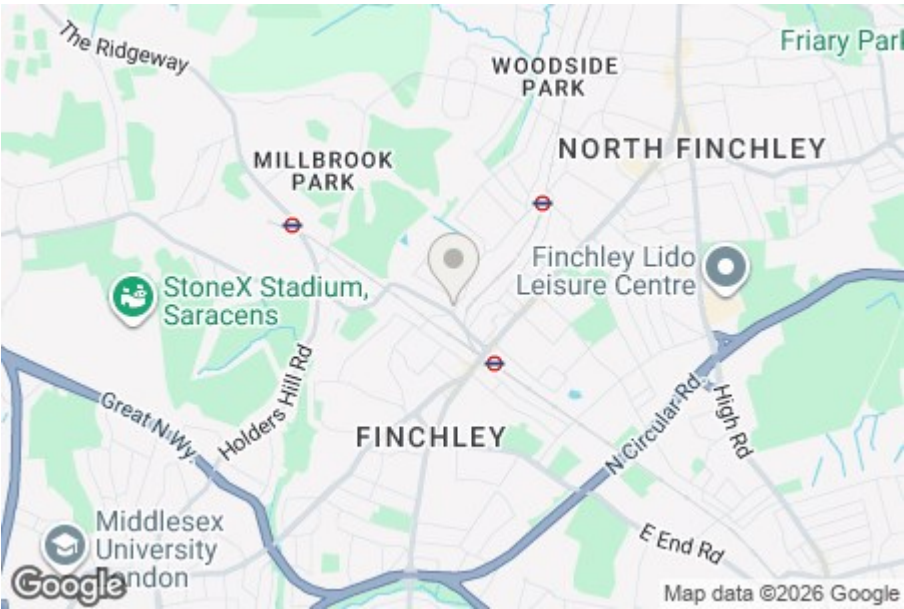 The Ridgeway
Friary Park
WOODSIDE
PARK
NORTH FINCHLEY
MILLBROOK
PARK
Finchley Lido
Leisure Centre
StoneX Stadium,
Saracens
Holders Hill Rd
Great N Wy.
N Circular Rd.
High Rd
FINCHLEY
E End Rd
Middlesex
University
London
Google
Map data ©2026 Google